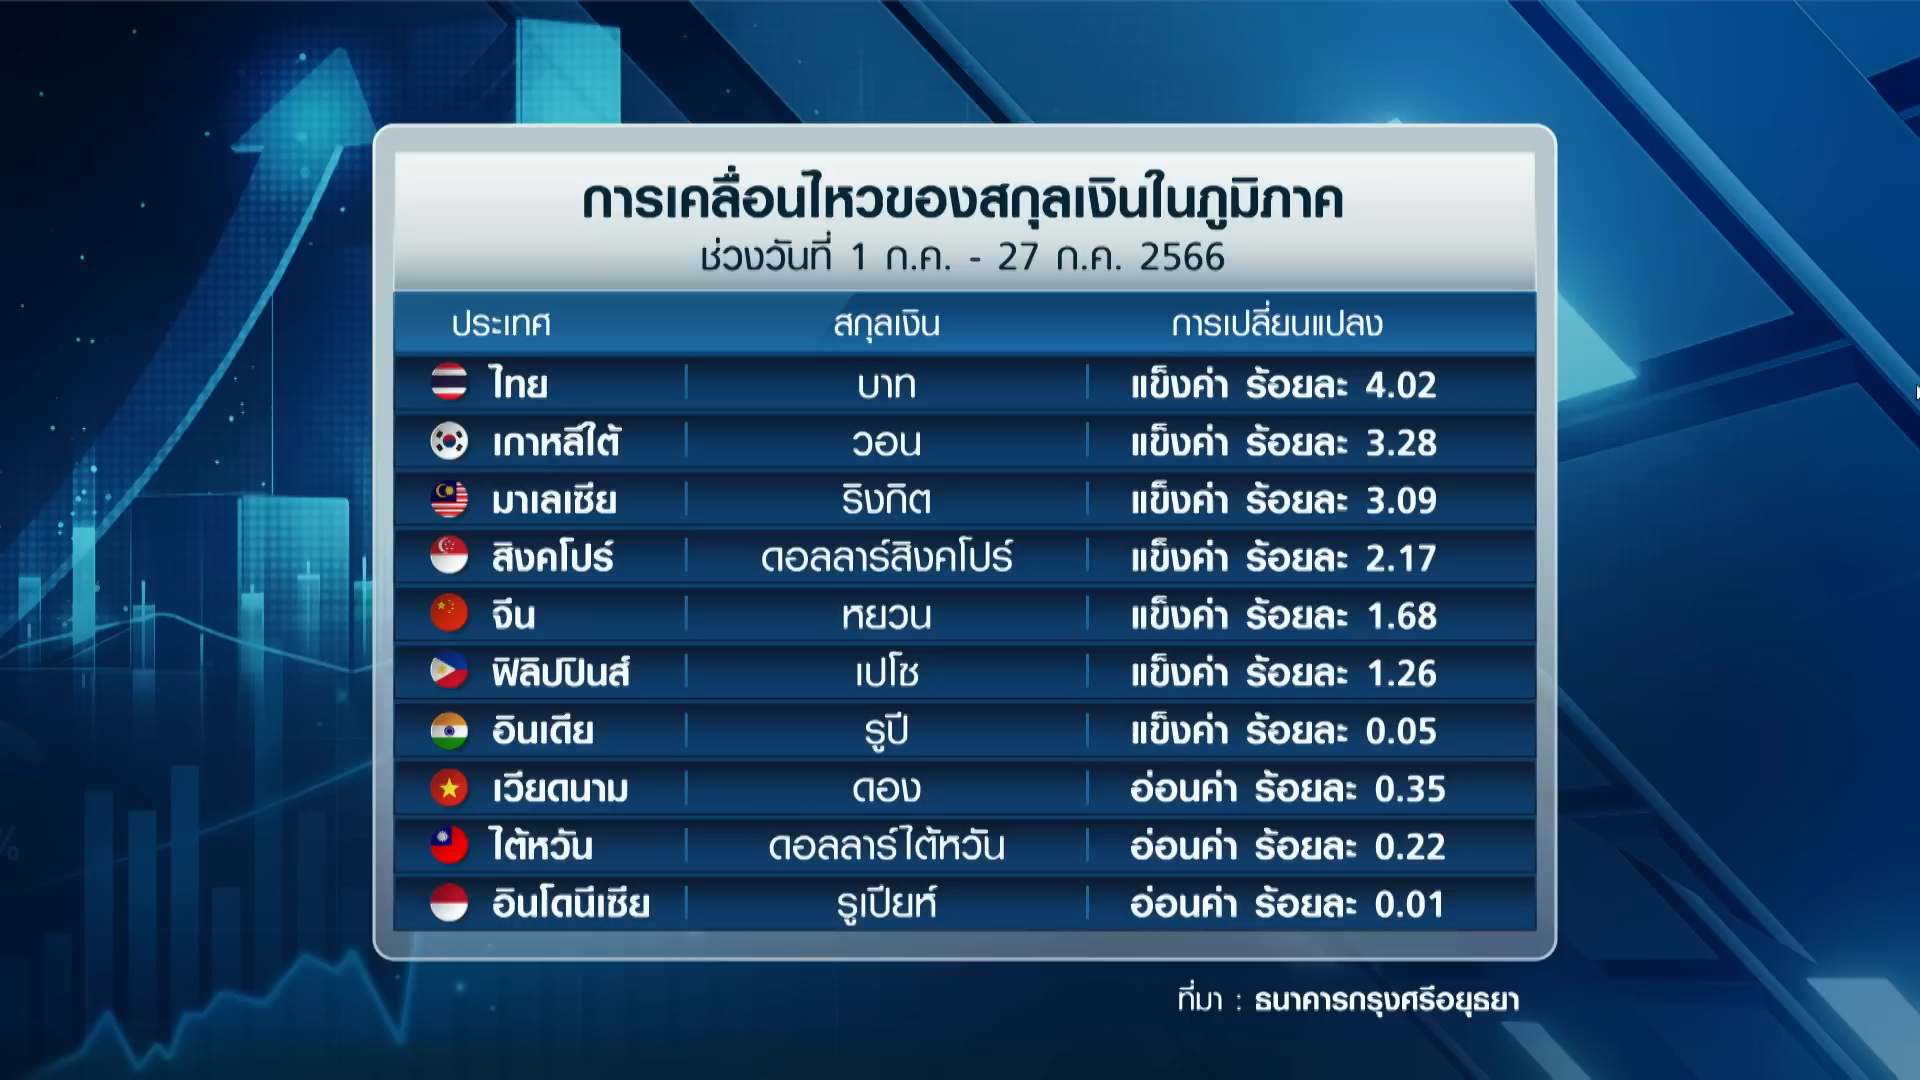 การเคลื่อนไหวของสกุลเงินในภูมิภาค
ช่วงวันที่ 1 ก.ค. - 27 ก.ค. 2566
ประเทศ สกุลเงิน การเปลี่ยนแปลง
ไทย บาท แข็งค่า ร้อยละ 4.02
เกาหลีใต้ วอน แข็งค่า ร้อยละ 3.28
มาเลเซีย ริงกิต แข็งค่า ร้อยละ 3.09
สิงคโปร์ ดอลลาร์สิงคโปร์ แข็งค่า ร้อยละ 2.17
จีน หยวน แข็งค่า ร้อยละ 1.68
ฟิลิปปินส์ เปโซ แข็งค่า ร้อยละ 1.26
อินเดีย รูปี แข็งค่า ร้อยละ 0.05
เวียดนาม ดอง อ่อนค่า ร้อยละ 0.35
ไต้หวัน ดอลลาร์ไต้หวัน อ่อนค่า ร้อยละ 0.22
อินโดนีเซีย รูเปียห์ อ่อนค่า ร้อยละ 0.01
ที่มา : ธนาคารกรุงศรีอยุธยา